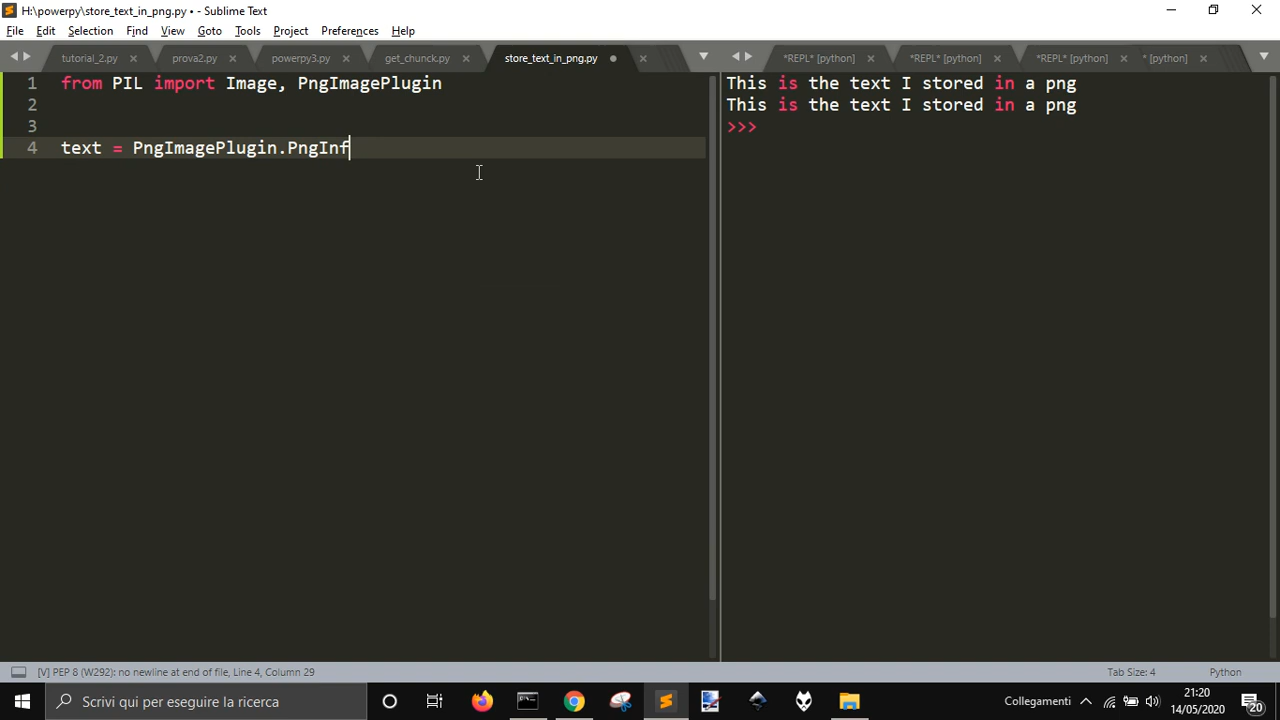 H:\powerpy\store_text_in_png.py • - Sublime Text
File Edit Selection Find View Goto Tools Project Preferences Help
tutorial_2.py prova2.py powerpy3.py get_chunck.py store_text_in_png.py *REPL* [python] *REPL* [python] *REPL* [python] * [python]
1 from PIL import Image, PngImagePlugin
2
3
4 text = PngImagePlugin.PngInf
This is the text I stored in a png
This is the text I stored in a png
>>>
[V] PEP 8 (W292): no newline at end of file, Line 4, Column 29 Tab Size: 4 Python
Scrivi qui per eseguire la ricerca
Collegamenti
21:20
14/05/2020
20